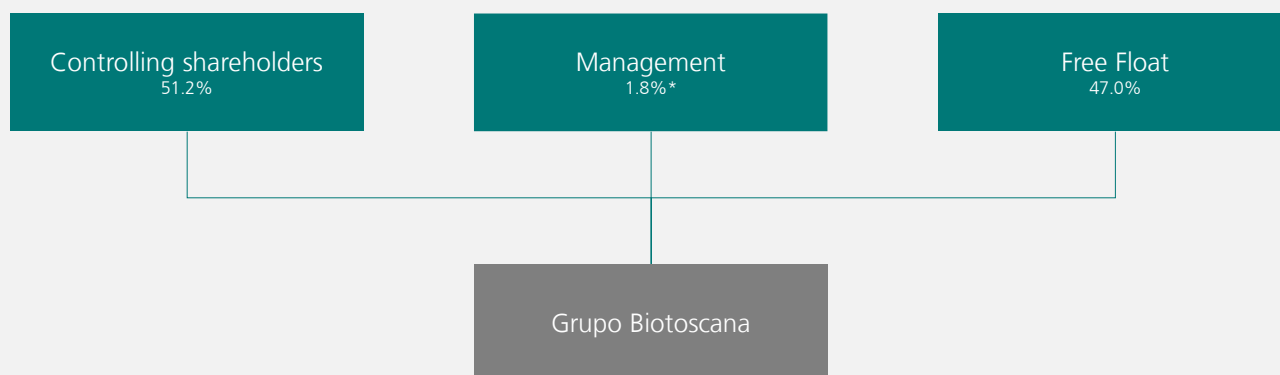 Controlling shareholders
51.2%
Management
1.8%*
Free Float
47.0%
Grupo Biotoscana